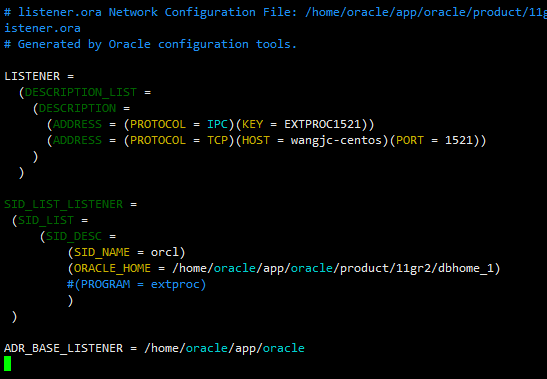 # listener.ora Network Configuration File: /home/oracle/app/oracle/product/11g
istener.ora
# Generated by Oracle configuration tools.
LISTENER =
(DESCRIPTION_LIST =
(DESCRIPTION =
(ADDRESS = (PROTOCOL = IPC)(KEY = EXTPROC1521))
(ADDRESS = (PROTOCOL = TCP)(HOST = wangjc-centos)(PORT = 1521))
)
)
SID_LIST_LISTENER =
(SID_LIST =
(SID_DESC =
(SID_NAME = orcl)
(ORACLE_HOME = /home/oracle/app/oracle/product/11gr2/dbhome_1)
#(PROGRAM = extproc)
)
)
ADR_BASE_LISTENER = /home/oracle/app/oracle